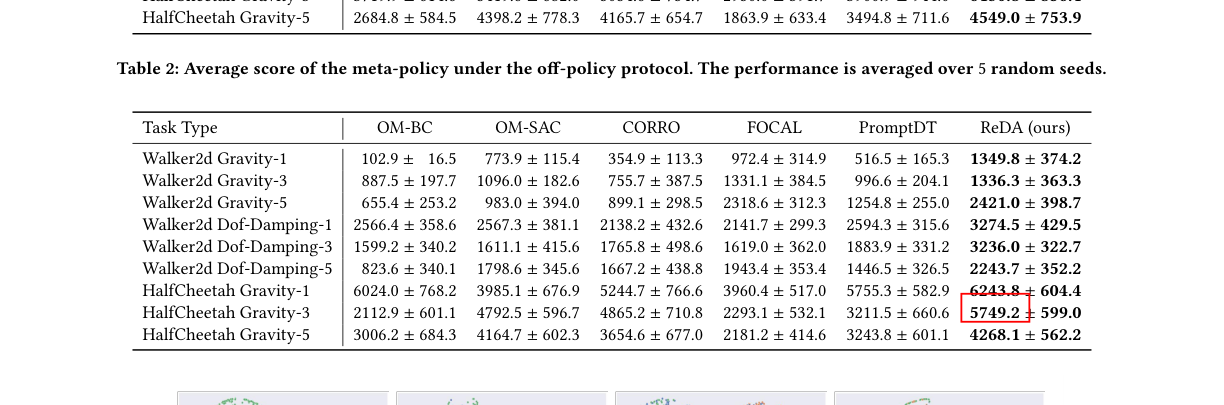 HalfCheetah Gravity-5 2684.8 ± 584.5 4398.2 ± 778.3 4165.7 ± 654.7 1863.9 ± 633.4 3494.8 ± 711.6 4549.0 ± 753.9
Table 2: Average score of the meta-policy under the off-policy protocol. The performance is averaged over 5 random seeds.
Task Type OM-BC OM-SAC CORRO FOCAL PromptDT ReDA (ours)
Walker2d Gravity-1 102.9 ± 16.5 773.9 ± 115.4 354.9 ± 113.3 972.4 ± 314.9 516.5 ± 165.3 1349.8 ± 374.2
Walker2d Gravity-3 887.5 ± 197.7 1096.0 ± 182.6 755.7 ± 387.5 1331.1 ± 384.5 996.6 ± 204.1 1336.3 ± 363.3
Walker2d Gravity-5 655.4 ± 253.2 983.0 ± 394.0 899.1 ± 298.5 2318.6 ± 312.3 1254.8 ± 255.0 2421.0 ± 398.7
Walker2d Dof-Damping-1 2566.4 ± 358.6 2567.3 ± 381.1 2138.2 ± 432.6 2141.7 ± 299.3 2594.3 ± 315.6 3274.5 ± 429.5
Walker2d Dof-Damping-3 1599.2 ± 340.2 1611.1 ± 415.6 1765.8 ± 498.6 1619.0 ± 362.0 1883.9 ± 331.2 3236.0 ± 322.7
Walker2d Dof-Damping-5 823.6 ± 340.1 1798.6 ± 345.6 1667.2 ± 438.8 1943.4 ± 353.4 1446.5 ± 326.5 2243.7 ± 352.2
HalfCheetah Gravity-1 6024.0 ± 768.2 3985.1 ± 676.9 5244.7 ± 766.6 3960.4 ± 517.0 5755.3 ± 582.9 6243.8 ± 604.4
HalfCheetah Gravity-3 2112.9 ± 601.1 4792.5 ± 596.7 4865.2 ± 710.8 2293.1 ± 532.1 3211.5 ± 660.6 5749.2 ± 599.0
HalfCheetah Gravity-5 3006.2 ± 684.3 4164.7 ± 602.3 3654.6 ± 677.0 2181.2 ± 414.6 3243.8 ± 601.1 4268.1 ± 562.2